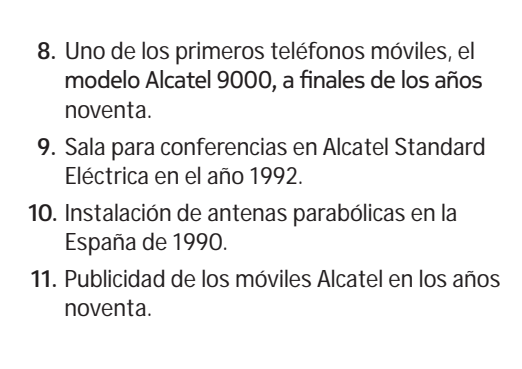 8. Uno de los primeros teléfonos móviles, el
modelo Alcatel 9000, a finales de los años
noventa.
9. Sala para conferencias en Alcatel Standard
Eléctrica en el año 1992.
10. Instalación de antenas parabólicas en la
España de 1990.
11. Publicidad de los móviles Alcatel en los años
noventa.